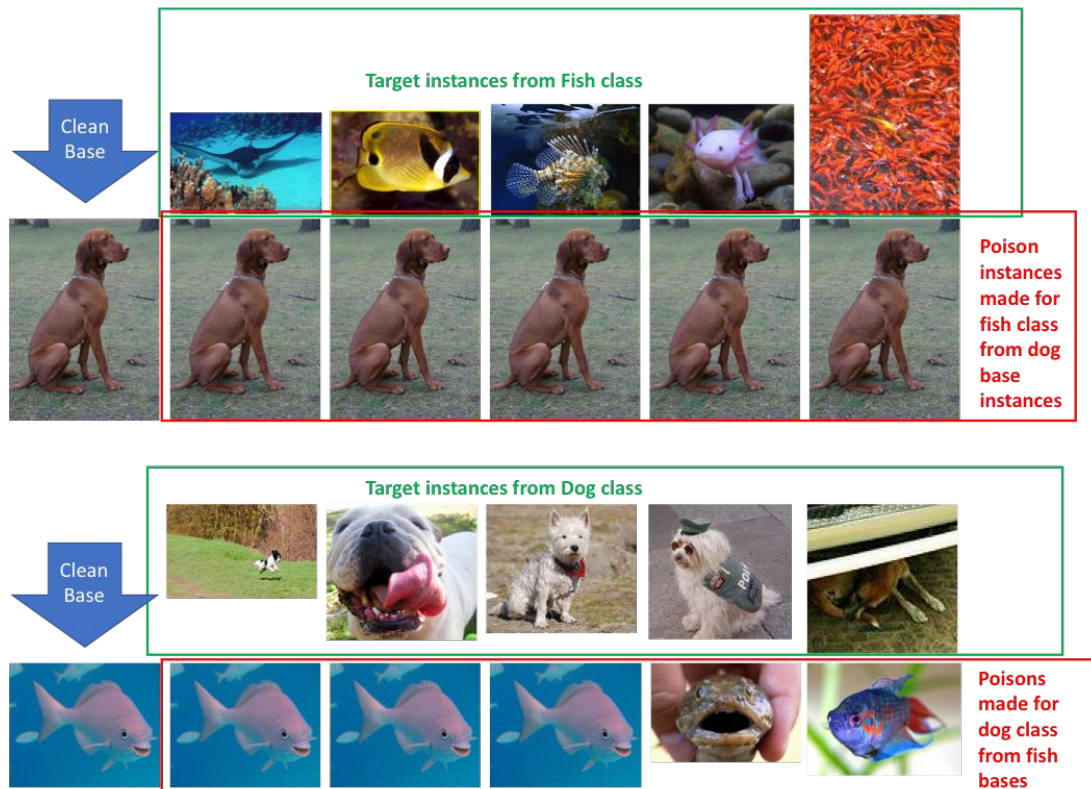 Target instances from Fish class
Clean
Base
Poison
instances
made for
fish class
from dog
base
instances
Target instances from Dog class
Clean
Base
POLI
Poisons
made for
dog class
from fish
bases